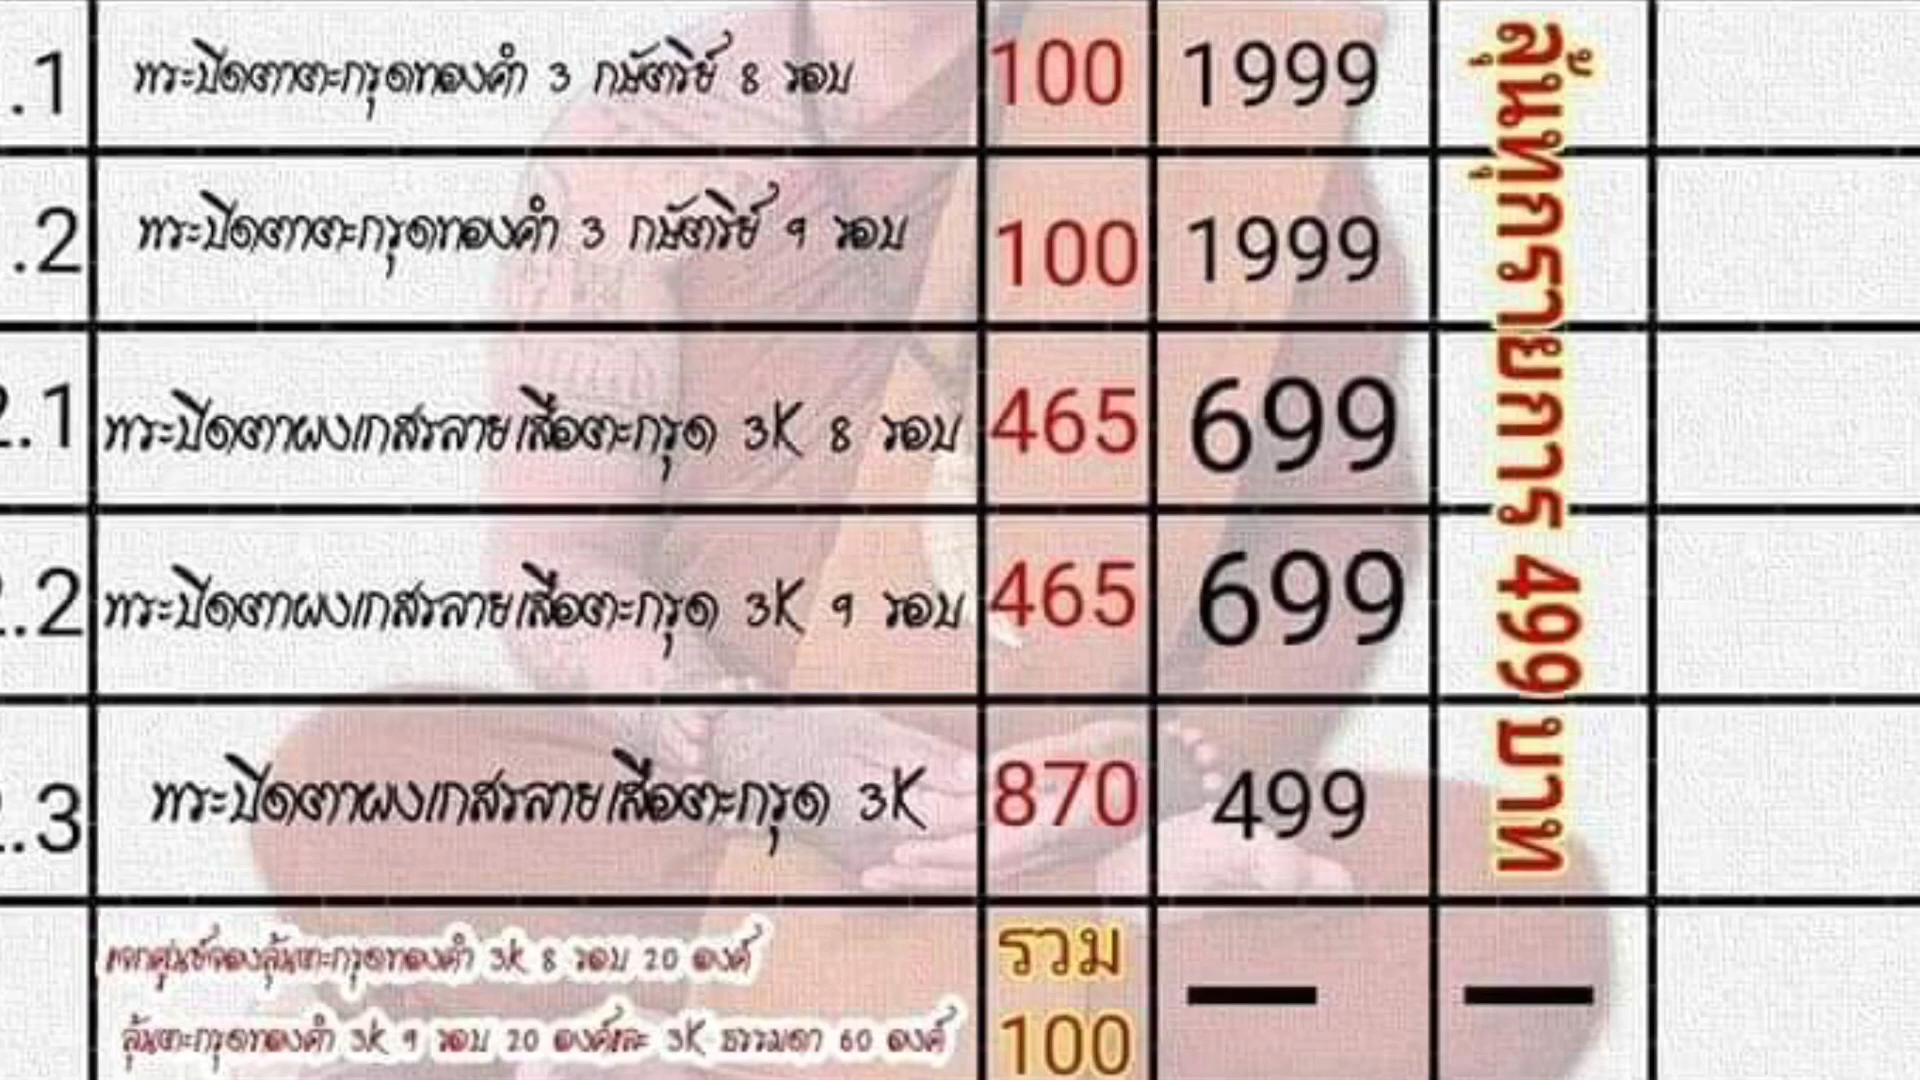 .1 พระปิดตาตะกรุดทองคำ 3 กษัตริย์ 8 รอบ 100 1999
.2 พระปิดตาตะกรุดทองคำ 3 กษัตริย์ 9 รอบ 100 1999
2.1 พระปิดตาผงเกสรลายเสือตะกรุด 3K 8 รอบ 465 699
2.2 พระปิดตาผงเกสรลายเสือตะกรุด 3K 9 รอบ 465 699
2.3 พระปิดตาผงเกสรลายเสือตะกรุด 3K 870 499
ลุ้นทุกรายการ 499 บาท
แจกศูนย์จองลุ้นตะกรุดทองคำ 3K 8 รอบ 20 องค์
ลุ้นตะกรุดทองคำ 3K 9 รอบ 20 องค์และ 3K ธรรมดา 60 องค์
รวม
100